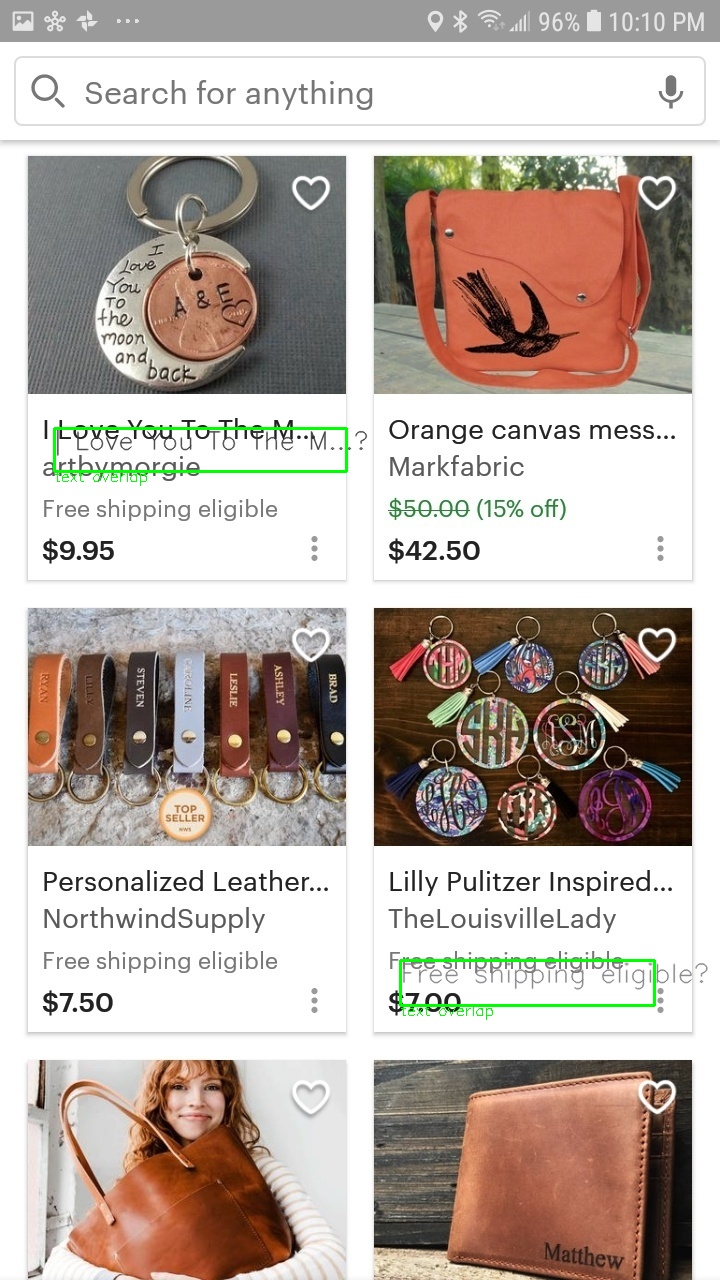 96% 10:10 PM
Search for anything
I
Love
You
To
the
moon
and
back
A & E
I Love You To The M...
I Love You To The M...?
artbymorgie
text overlap
Free shipping eligible
$9.95
Orange canvas mess...
Markfabric
$50.00 (15% off)
$42.50
RYAN
LILLY
STEVEN
CAROLINE
LESLIE
ASHLEY
BRAD
TOP
SELLER
NWS
Personalized Leather...
NorthwindSupply
Free shipping eligible
$7.50
SRH
Lilly Pulitzer Inspired...
TheLouisvilleLady
Free shipping eligible
Free shipping eligible?
$7.00
text overlap
Matthew